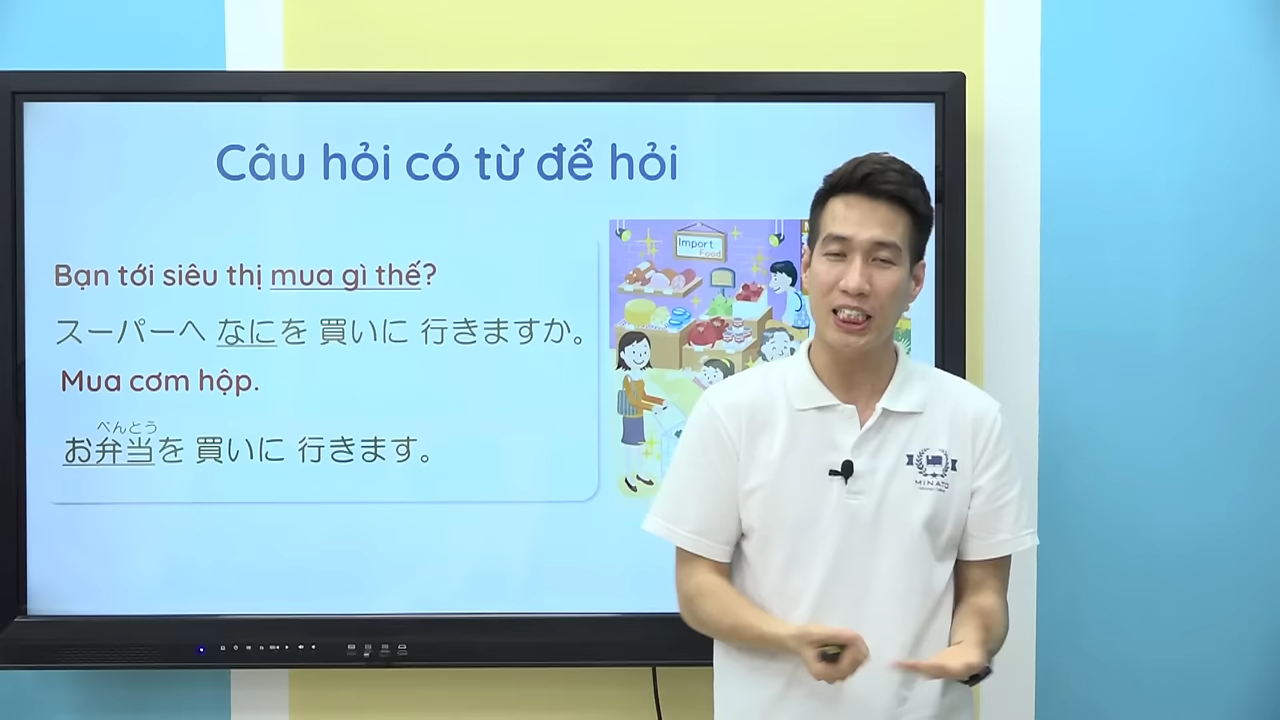 Câu hỏi có từ để hỏi
Import
Food
Bạn tới siêu thị mua gì thế?
スーパーへ なにを 買いに 行きますか。
Mua cơm hộp.
べんとう
お弁当を 買いに 行きます。
MINATO